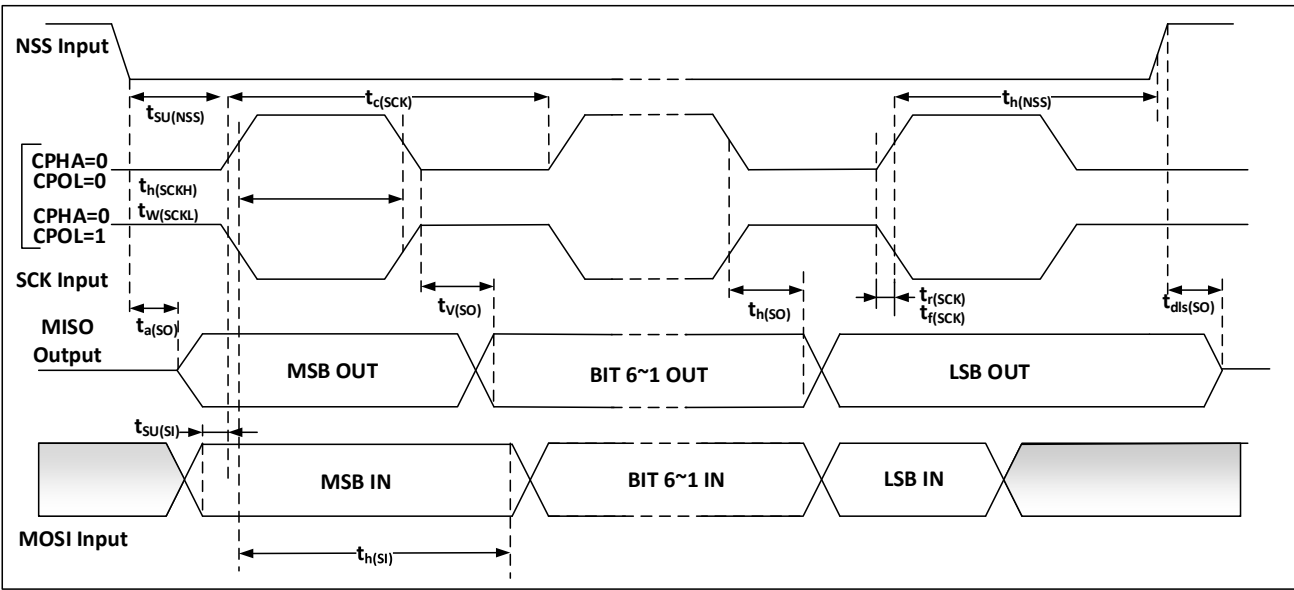 NSS Input
tSU(NSS)
tc(SCK)
th(NSS)
CPHA=0
CPOL=0
th(SCKH)
CPHA=0
tW(SCKL)
CPOL=1
SCK Input
ta(SO)
tV(SO)
th(SO)
tr(SCK)
tf(SCK)
tdis(SO)
MISO
Output
MSB OUT
BIT 6~1 OUT
LSB OUT
tSU(SI)
MSB IN
BIT 6~1 IN
LSB IN
MOSI Input
th(SI)